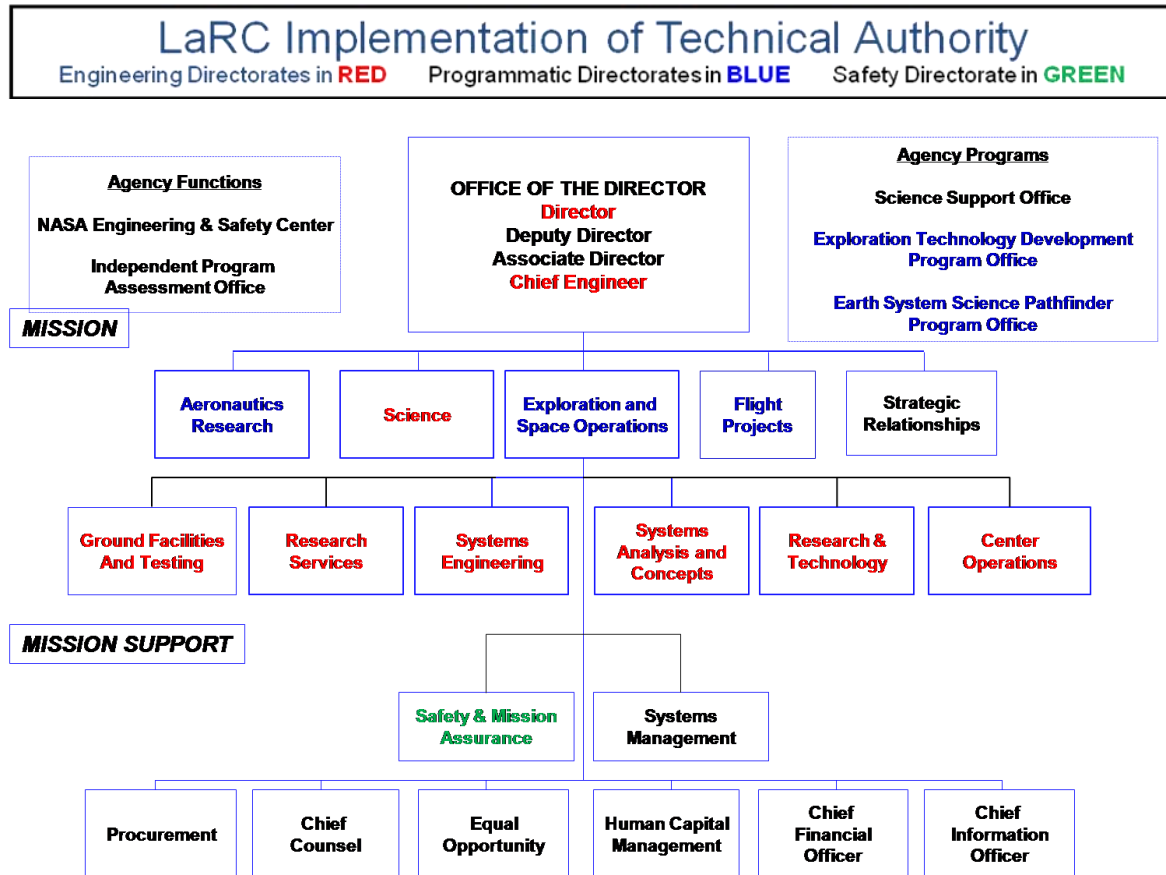 LaRC Implementation of Technical Authority
Engineering Directorates in RED Programmatic Directorates in BLUE Safety Directorate in GREEN
Agency Functions
NASA Engineering & Safety Center
Independent Program
Assessment Office
OFFICE OF THE DIRECTOR
Director
Deputy Director
Associate Director
Chief Engineer
Agency Programs
Science Support Office
Exploration Technology Development
Program Office
Earth System Science Pathfinder
Program Office
MISSION
Aeronautics
Research
Science
Exploration and
Space Operations
Flight
Projects
Strategic
Relationships
Ground Facilities
And Testing
Research
Services
Systems
Engineering
Systems
Analysis and
Concepts
Research &
Technology
Center
Operations
MISSION SUPPORT
Safety & Mission
Assurance
Systems
Management
Procurement
Chief
Counsel
Equal
Opportunity
Human Capital
Management
Chief
Financial
Officer
Chief
Information
Officer